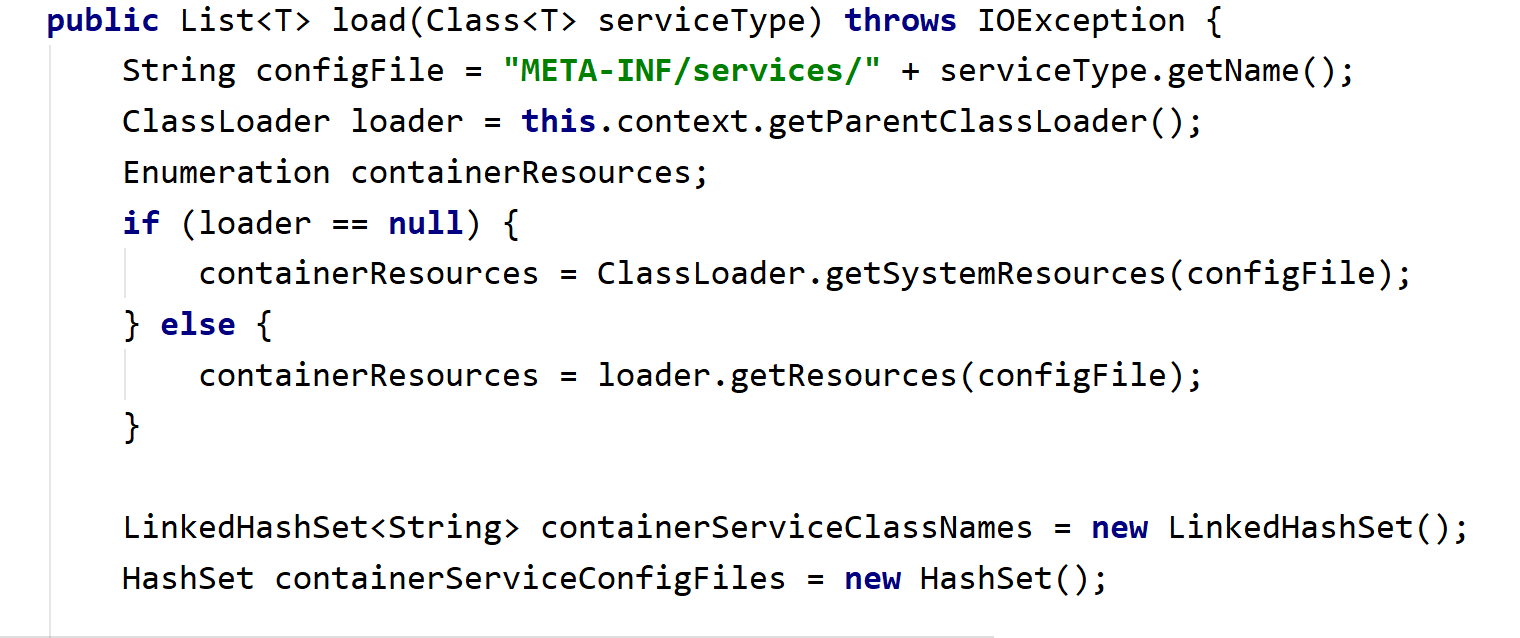 public List<T> load(Class<T> serviceType) throws IOException {
    String configFile = "META-INF/services/" + serviceType.getName();
    ClassLoader loader = this.context.getParentClassLoader();
    Enumeration containerResources;
    if (loader == null) {
        containerResources = ClassLoader.getSystemResources(configFile);
    } else {
        containerResources = loader.getResources(configFile);
    }
    LinkedHashSet<String> containerServiceClassNames = new LinkedHashSet();
    HashSet containerServiceConfigFiles = new HashSet();